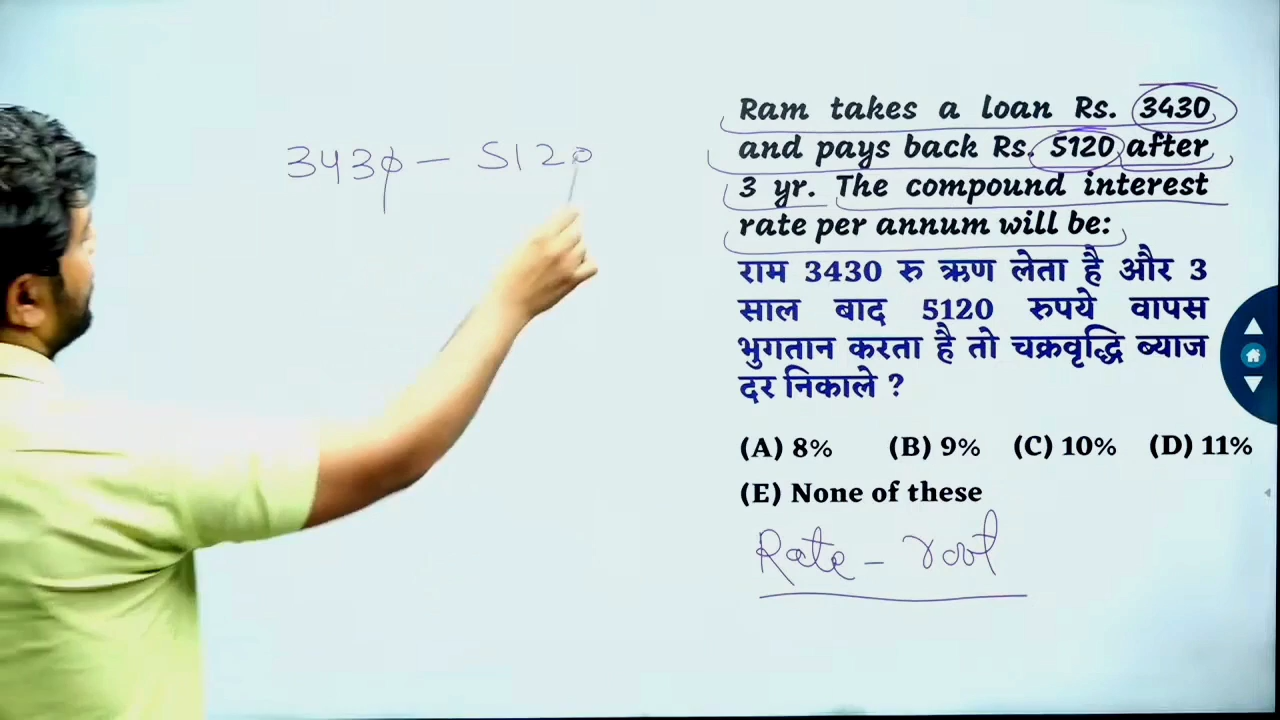 Ram takes a loan Rs. 3430
and pays back Rs. 5120 after
3 yr. The compound interest
rate per annum will be:
राम 3430 रु ऋण लेता है और 3
साल बाद 5120 रुपये वापस
भुगतान करता है तो चक्रवृद्धि ब्याज
दर निकाले ?
(A) 8% (B) 9% (C) 10% (D) 11%
(E) None of these
Rate - root
3430 - 5120